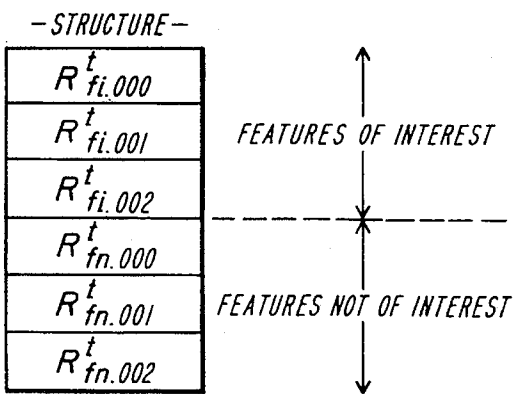 -STRUCTURE-
R^t_fi.000
R^t_fi.001
FEATURES OF INTEREST
R^t_fi.002
R^t_fn.000
R^t_fn.001
FEATURES NOT OF INTEREST
R^t_fn.002